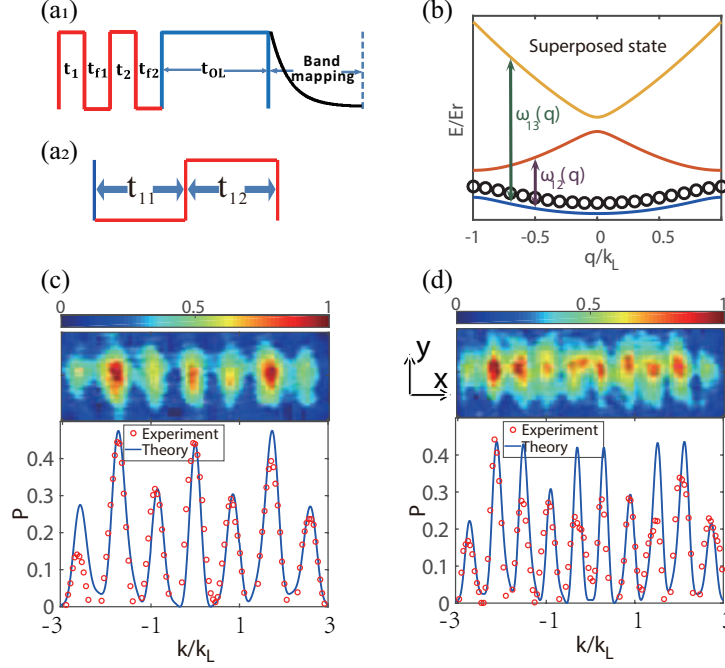 (a1)
t1 tf1 t2 tf2 tOL Band
mapping
(a2)
t11 t12
(b)
Superposed state
E/Er
ω13(q)
ω12(q)
-1 -0.5 0 0.5
q/kL
(c)
0 0.5 1
Experiment
Theory
P
0.4
0.3
0.2
0.1
0
-3 -1 1 3
k/kL
(d)
0 0.5 1
y
x
Experiment
Theory
P
0.4
0.3
0.2
0.1
0
-3 -1 1 3
k/kL